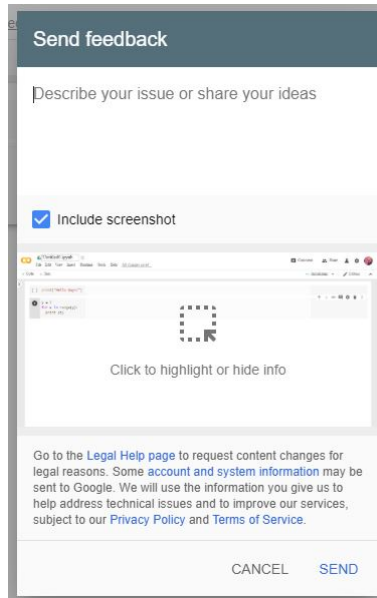 Send feedback
Describe your issue or share your ideas
Include screenshot
Click to highlight or hide info
Go to the Legal Help page to request content changes for
legal reasons. Some account and system information may be
sent to Google. We will use the information you give us to
help address technical issues and to improve our services,
subject to our Privacy Policy and Terms of Service.
CANCEL SEND